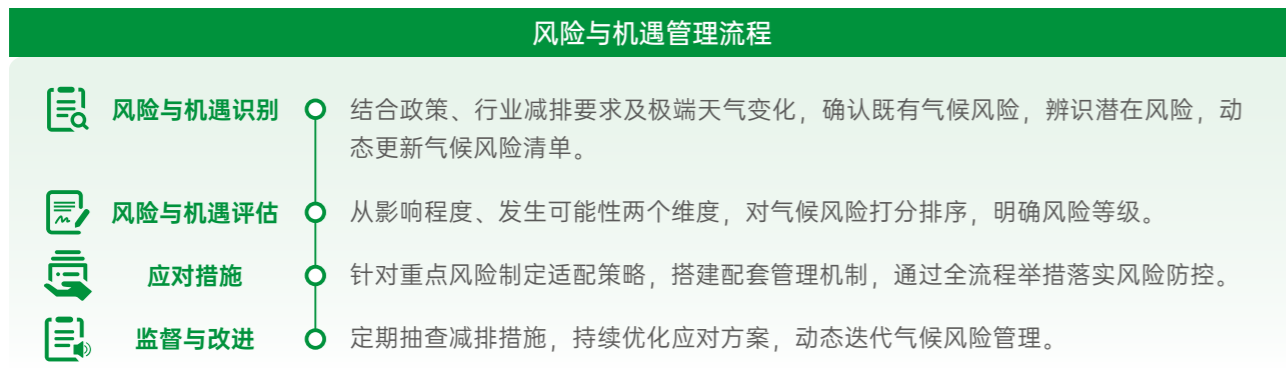 风险与机遇管理流程
风险与机遇识别
结合政策、行业减排要求及极端天气变化，确认既有气候风险，辨识潜在风险，动
态更新气候风险清单。
风险与机遇评估
从影响程度、发生可能性两个维度，对气候风险打分排序，明确风险等级。
应对措施
针对重点风险制定适配策略，搭建配套管理机制，通过全流程举措落实风险防控。
监督与改进
定期抽查减排措施，持续优化应对方案，动态迭代气候风险管理。